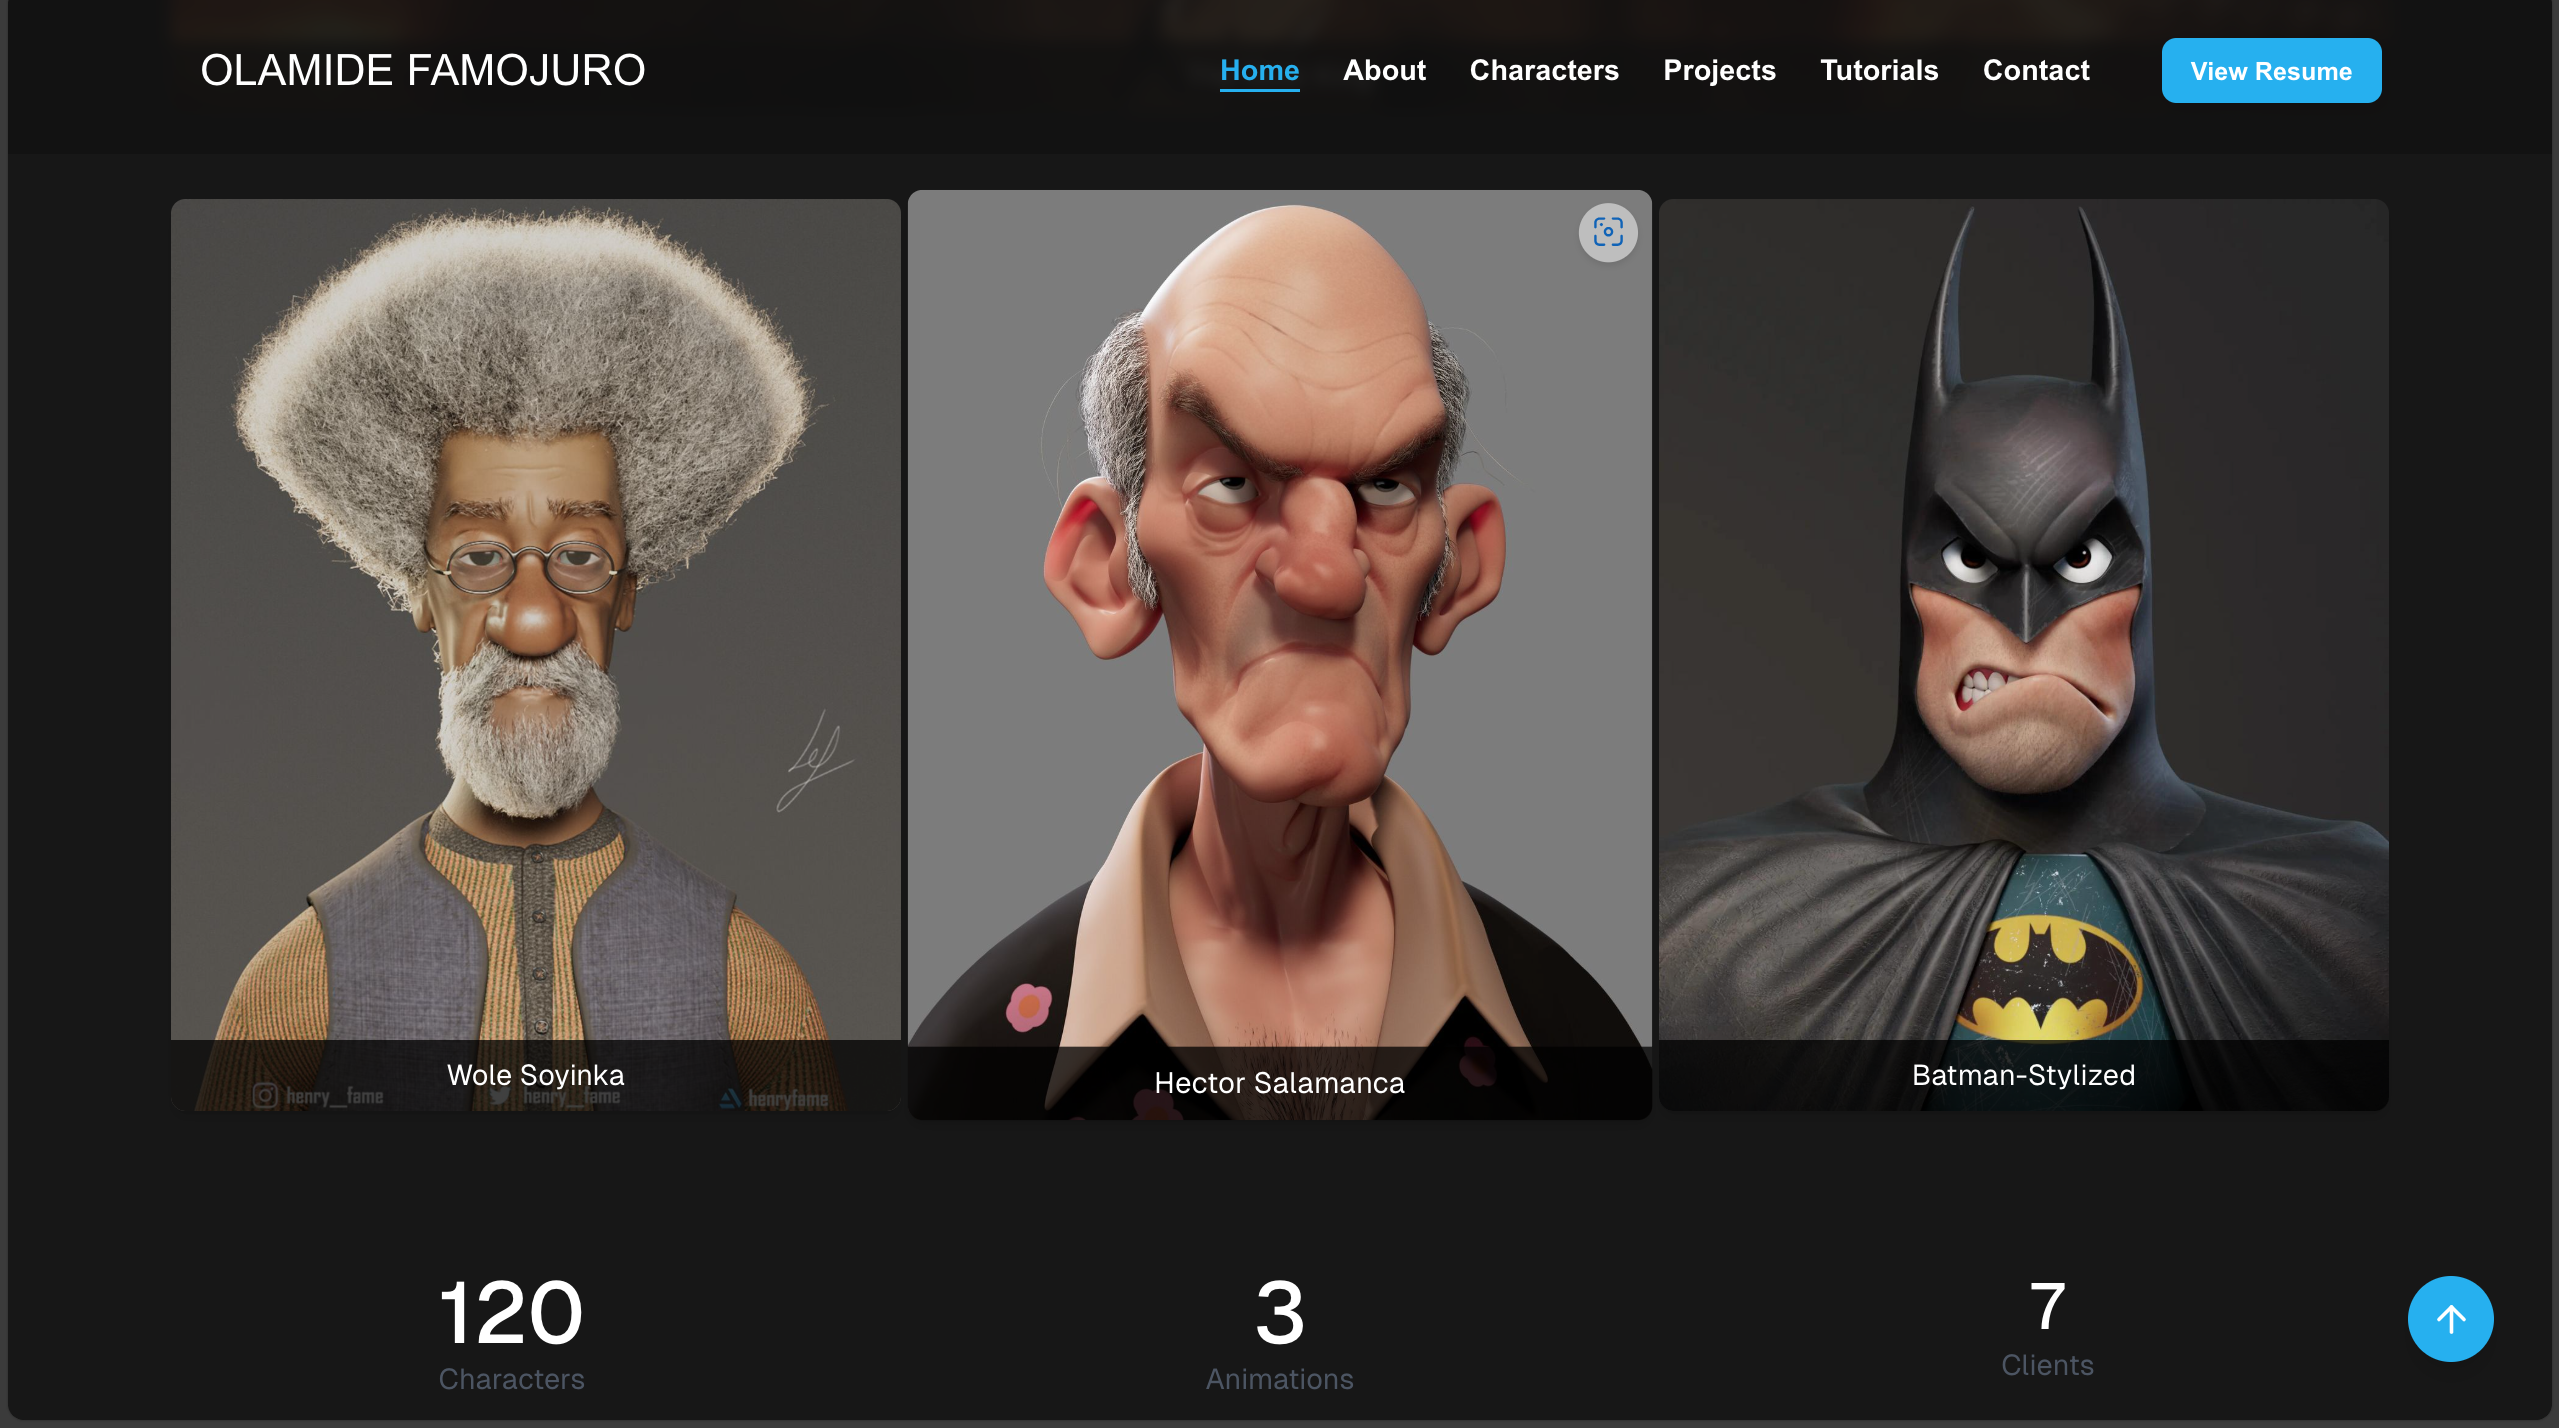 OLAMIDE FAMOJURO
Home About Characters Projects Tutorials Contact View Resume
Wole Soyinka
henry_fame henry_fame henryfame
Hector Salamanca
Batman-Stylized
120
Characters
3
Animations
7
Clients